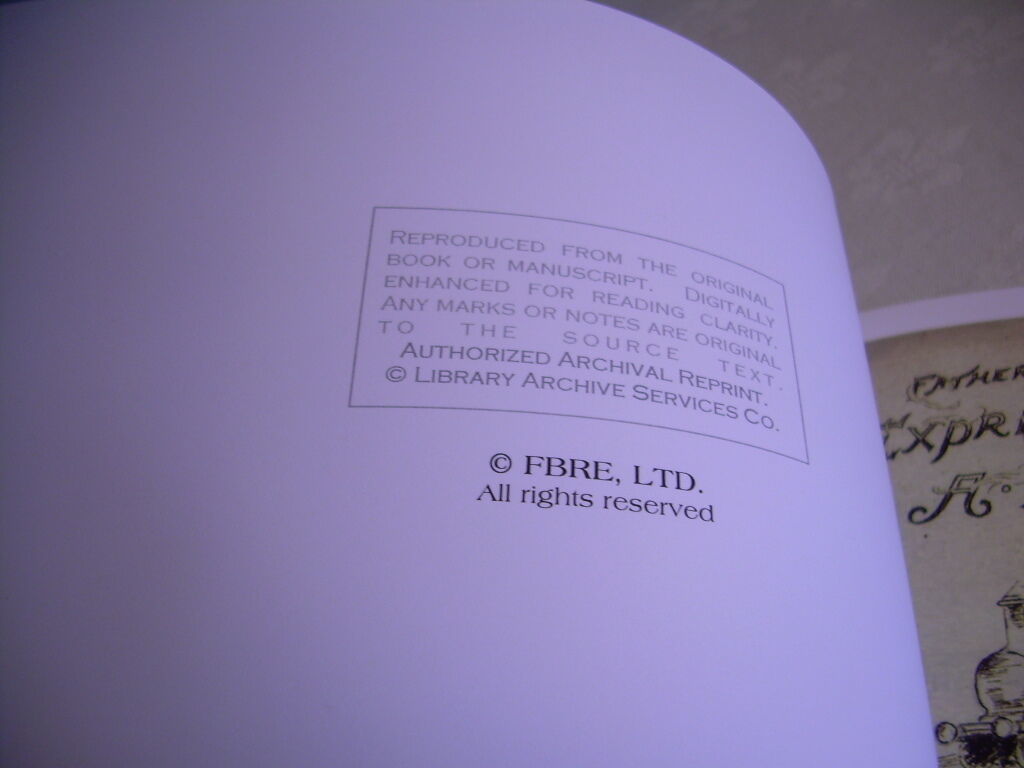 REPRODUCED FROM THE ORIGINAL
BOOK OR MANUSCRIPT. DIGITALLY
ENHANCED FOR READING CLARITY.
ANY MARKS OR NOTES ARE ORIGINAL
TO THE SOURCE TEXT.
AUTHORIZED ARCHIVAL REPRINT.
© LIBRARY ARCHIVE SERVICES CO.
© FBRE, LTD.
All rights reserved
FATHER
EXPR
A.